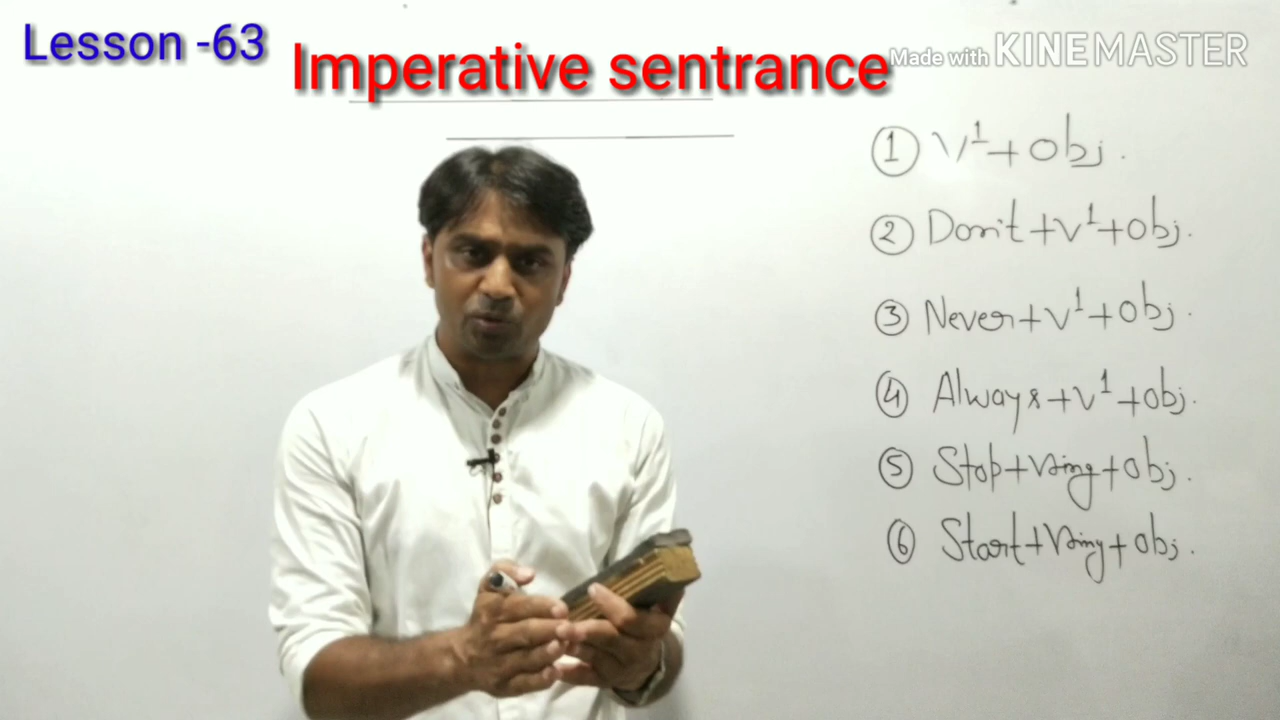 Lesson -63
Imperative sentrance
Made with KINEMASTER
① V¹ + obj.
② Don't + V¹ + obj.
③ Never + V¹ + obj.
④ Always + V¹ + obj.
⑤ Stop + Ving + obj.
⑥ Start + Ving + obj.